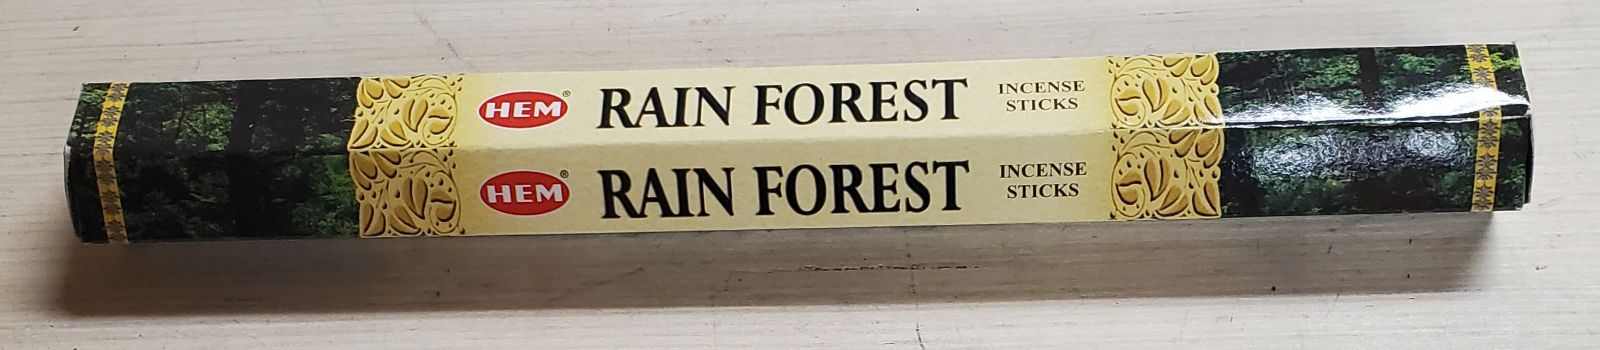 HEM® RAIN FOREST INCENSE
STICKS
HEM® RAIN FOREST INCENSE
STICKS